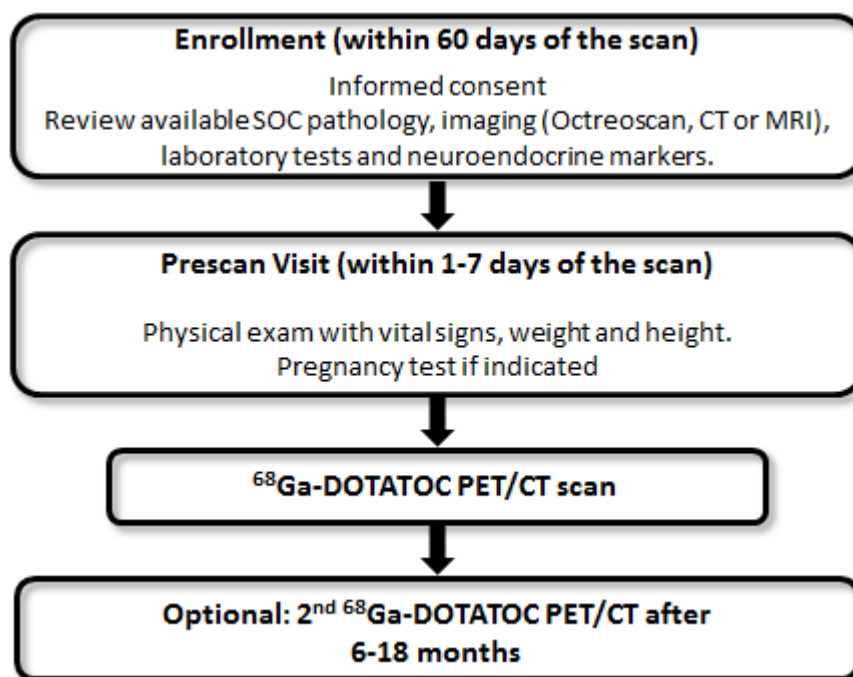 Enrollment (within 60 days of the scan)
Informed consent
Review available SOC pathology, imaging (Octreoscan, CT or MRI),
laboratory tests and neuroendocrine markers.
Prescan Visit (within 1-7 days of the scan)
Physical exam with vital signs, weight and height.
Pregnancy test if indicated
⁶⁸Ga-DOTATOC PET/CT scan
Optional: 2ⁿᵈ ⁶⁸Ga-DOTATOC PET/CT after
6-18 months